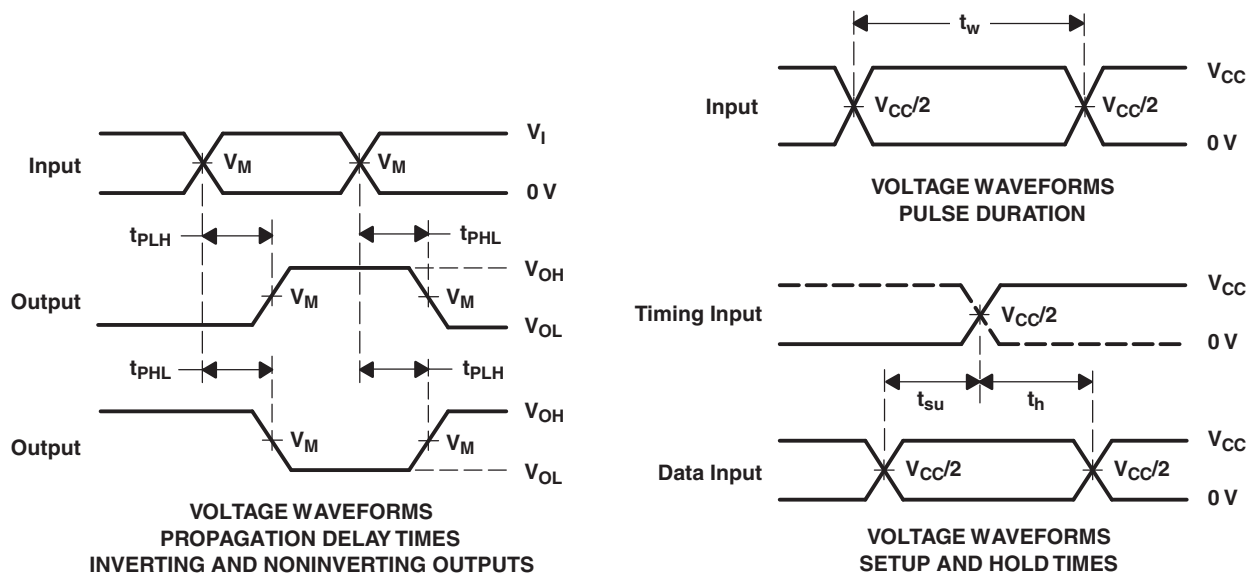 Input
V_M
V_M
V_I
0 V
t_PLH
t_PHL
Output
V_M
V_M
V_OH
V_OL
t_PHL
t_PLH
Output
V_M
V_M
V_OH
V_OL
VOLTAGE WAVEFORMS
PROPAGATION DELAY TIMES
INVERTING AND NONINVERTING OUTPUTS
t_w
Input
V_CC/2
V_CC/2
V_CC
0 V
VOLTAGE WAVEFORMS
PULSE DURATION
Timing Input
V_CC/2
V_CC
0 V
t_su
t_h
Data Input
V_CC/2
V_CC/2
V_CC
0 V
VOLTAGE WAVEFORMS
SETUP AND HOLD TIMES